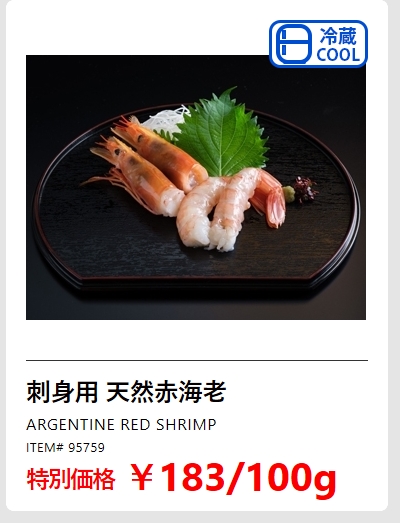 冷蔵
COOL
刺身用 天然赤海老
ARGENTINE RED SHRIMP
ITEM# 95759
特別価格 ￥183/100g